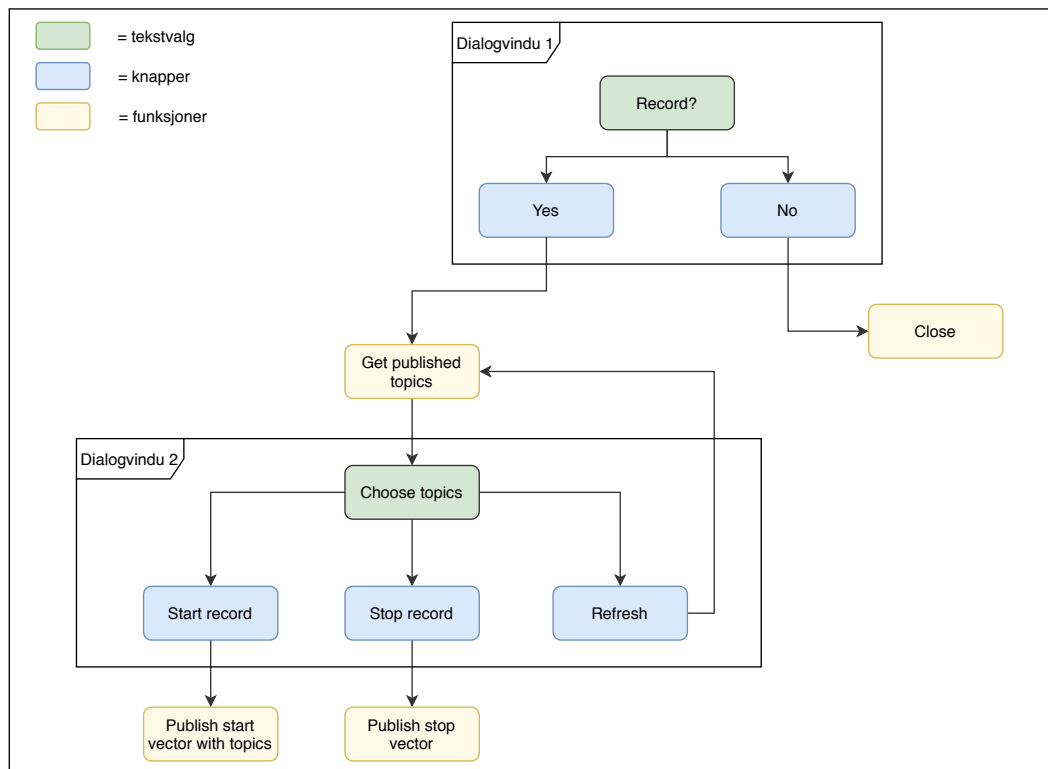 = tekstvalg
= knapper
= funksjoner
Dialogvindu 1
Record?
Yes
No
Close
Get published
topics
Dialogvindu 2
Choose topics
Start record
Stop record
Refresh
Publish start
vector with topics
Publish stop
vector